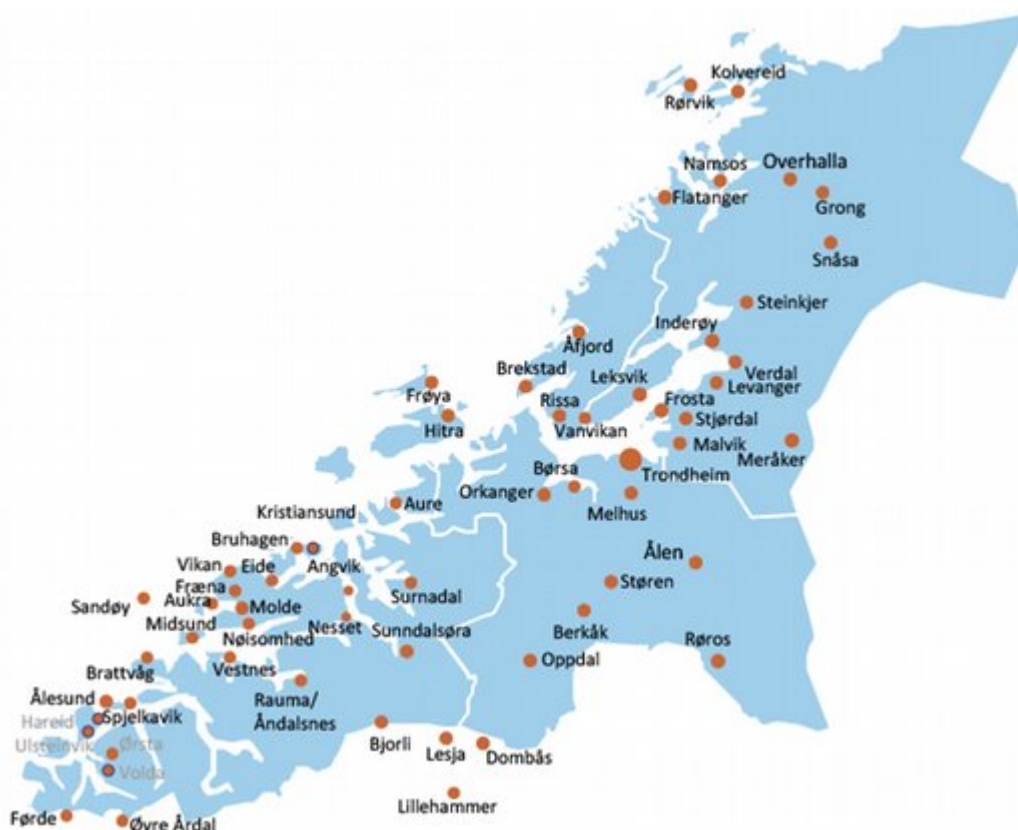 Kolvereid
Rørvik
Namsos
Overhalla
Flatanger
Grong
Snåsa
Steinkjer
Inderøy
Åfjord
Verdal
Brekstad
Leksvik
Levanger
Frøya
Rissa
Frosta
Hitra
Vanvikan
Stjørdal
Malvik
Meråker
Børsa
Trondheim
Orkanger
Aure
Melhus
Kristiansund
Bruhagen
Angvik
Ålen
Vikan
Eide
Støren
Fræna
Surnadal
Sandøy
Aukra
Molde
Midsund
Nesset
Berkåk
Nøisomhed
Sunndalsøra
Røros
Brattvåg
Vestnes
Oppdal
Ålesund
Rauma/
Åndalsnes
Hareid
Spjelkavik
Ulsteinvik
Ørsta
Bjorli
Lesja
Dombås
Volda
Lillehammer
Førde
Øvre Årdal